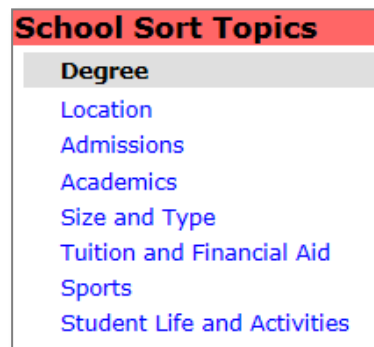 School Sort Topics
Degree
Location
Admissions
Academics
Size and Type
Tuition and Financial Aid
Sports
Student Life and Activities